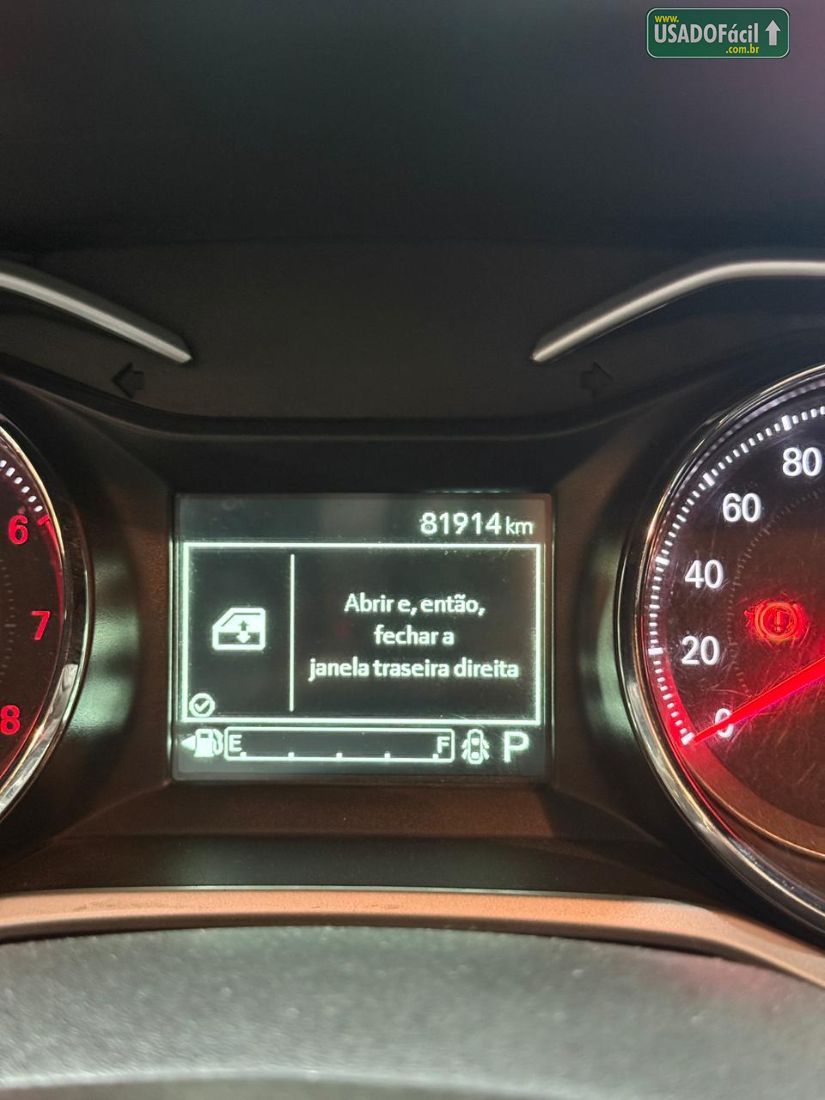 www.
USADOFácil
.com.br
81914 km
Abrir e, então,
fechar a
janela traseira direita
E F P
6
7
8
80
60
40
20
0